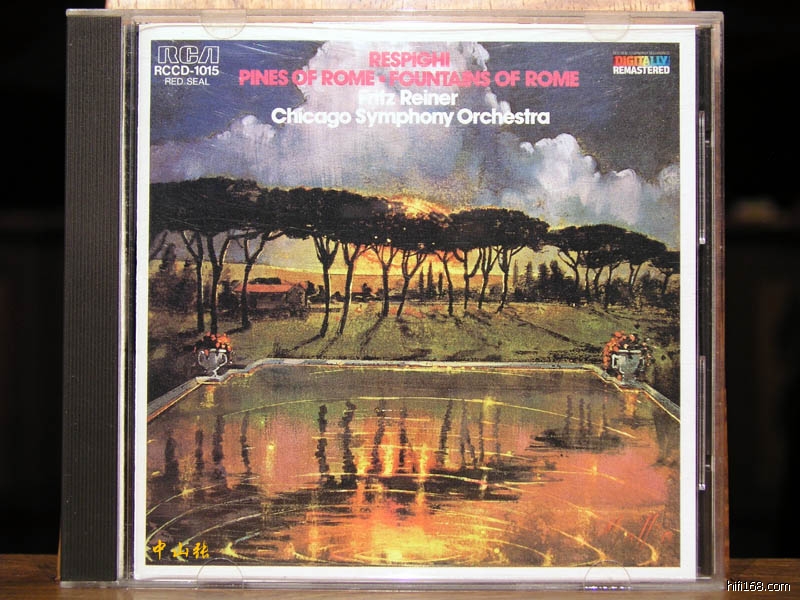 RCA
RCCD-1015
RED SEAL
RESPIGHI
PINES OF ROME • FOUNTAINS OF ROME
Fritz Reiner
Chicago Symphony Orchestra
DIGITALLY
REMASTERED
中山张
hifi168.com